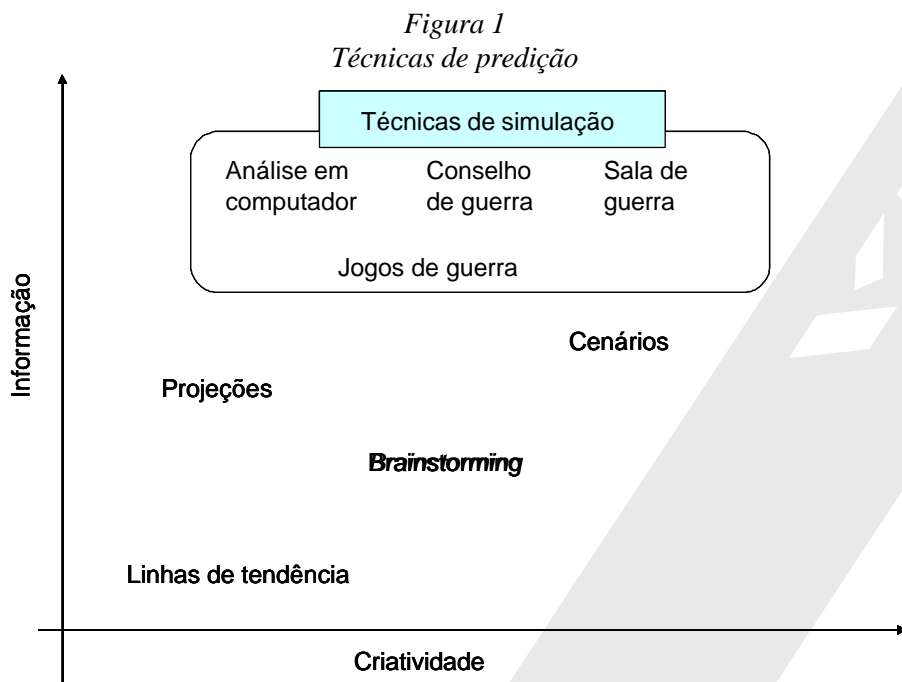 Figura 1
Técnicas de predição
Técnicas de simulação
Análise em
computador
Conselho
de guerra
Sala de
guerra
Jogos de guerra
Cenários
Projeções
Brainstorming
Linhas de tendência
Informação
Criatividade